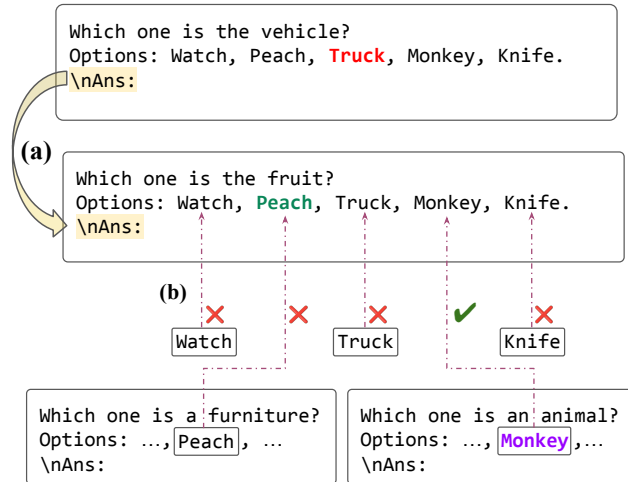 Which one is the vehicle?
Options: Watch, Peach, Truck, Monkey, Knife.
\nAns:
(a)
Which one is the fruit?
Options: Watch, Peach, Truck, Monkey, Knife.
\nAns:
(b)
Watch
Truck
Knife
Which one is a furniture?
Options: …, Peach, …
\nAns:
Which one is an animal?
Options: …, Monkey,…
\nAns: